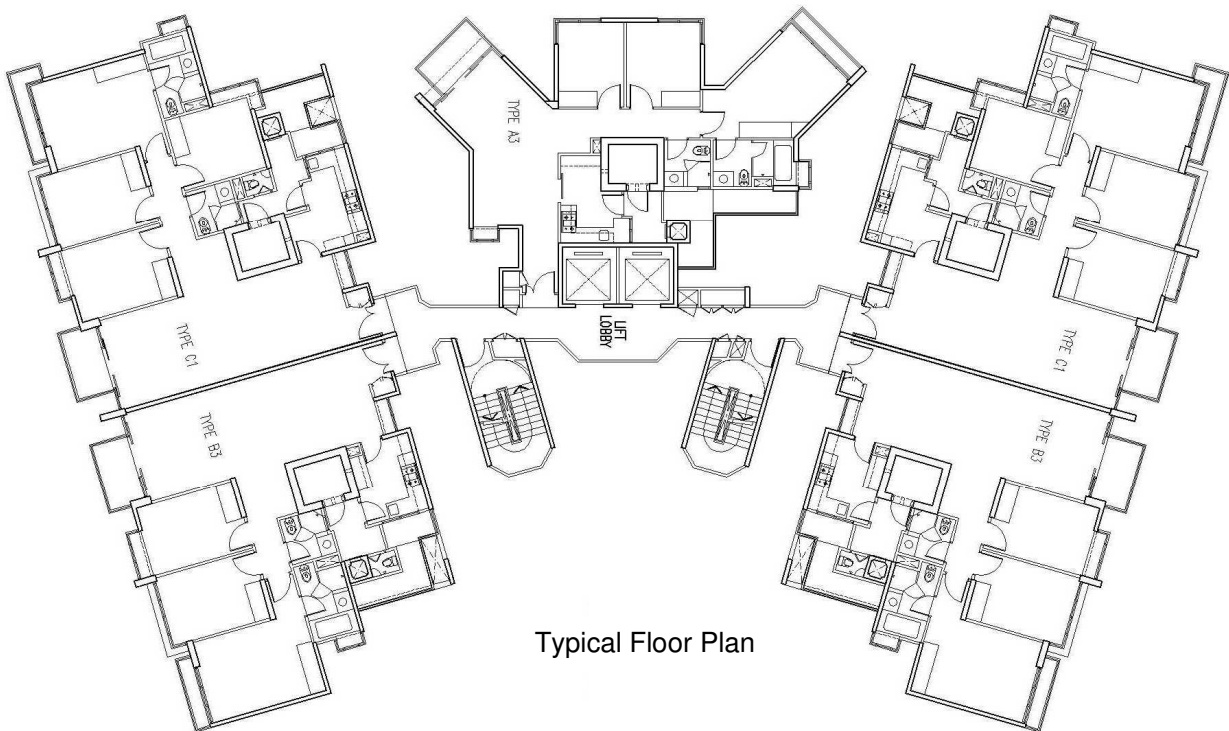 TYPE A3
TYPE C1
TYPE C1
LIFT
LOBBY
TYPE B3
TYPE B3
Typical Floor Plan